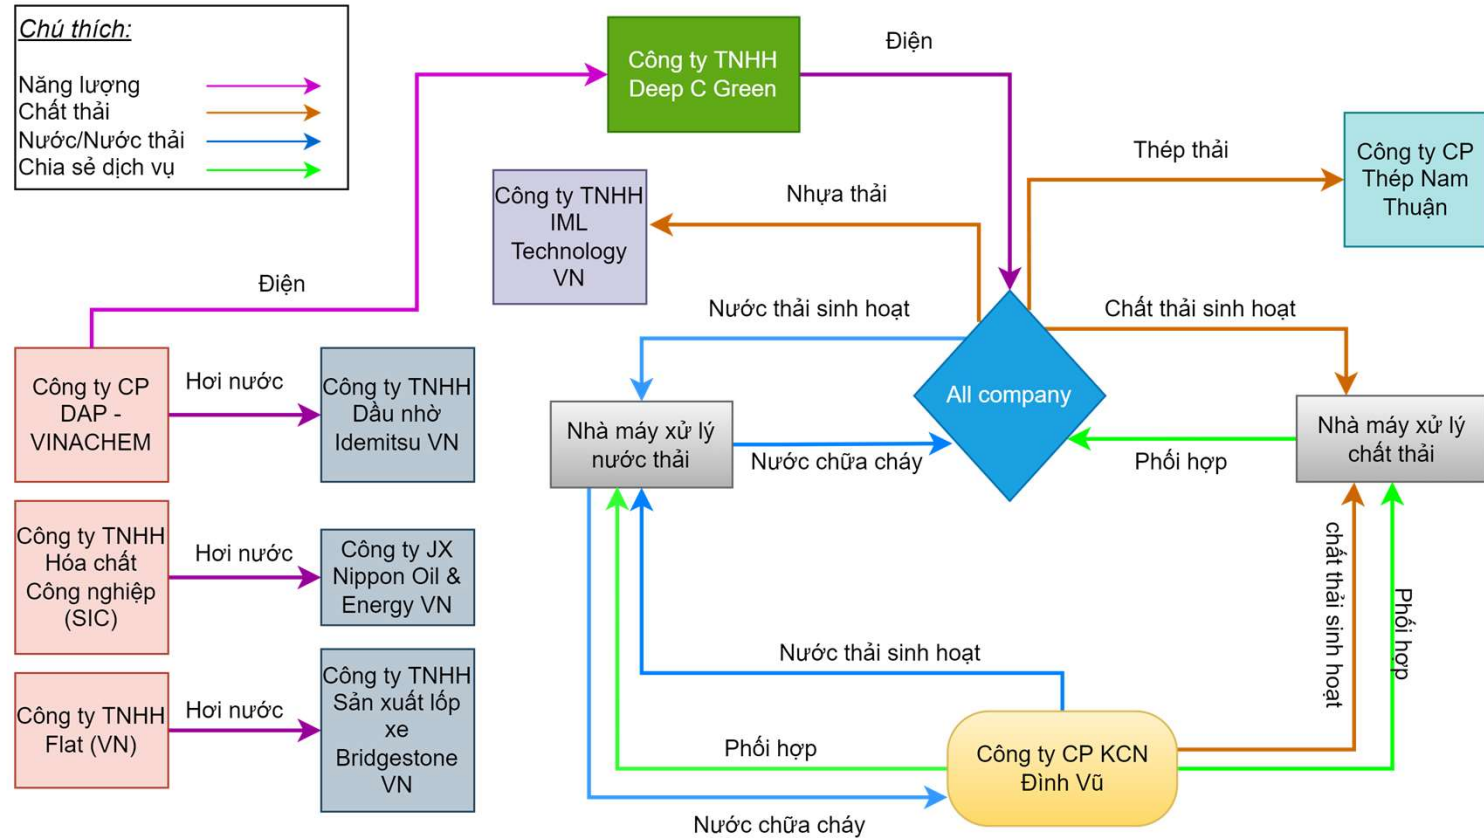 Chú thích:
Năng lượng
Chất thải
Nước/Nước thải
Chia sẻ dịch vụ
Công ty TNHH
Deep C Green
Điện
Thép thải
Công ty CP
Thép Nam
Thuận
Công ty TNHH
IML
Technology
VN
Nhựa thải
Điện
Nước thải sinh hoạt
Chất thải sinh hoạt
Công ty CP
DAP -
VINACHEM
Hơi nước
Công ty TNHH
Dầu nhờ
Idemitsu VN
All company
Nhà máy xử lý
nước thải
Nước chữa cháy
Phối hợp
Nhà máy xử lý
chất thải
Công ty TNHH
Hóa chất
Công nghiệp
(SIC)
Hơi nước
Công ty JX
Nippon Oil &
Energy VN
chất thải sinh hoạt
Phối hợp
Công ty TNHH
Flat (VN)
Hơi nước
Công ty TNHH
Sản xuất lốp
xe
Bridgestone
VN
Nước thải sinh hoạt
Phối hợp
Công ty CP KCN
Đình Vũ
Nước chữa cháy